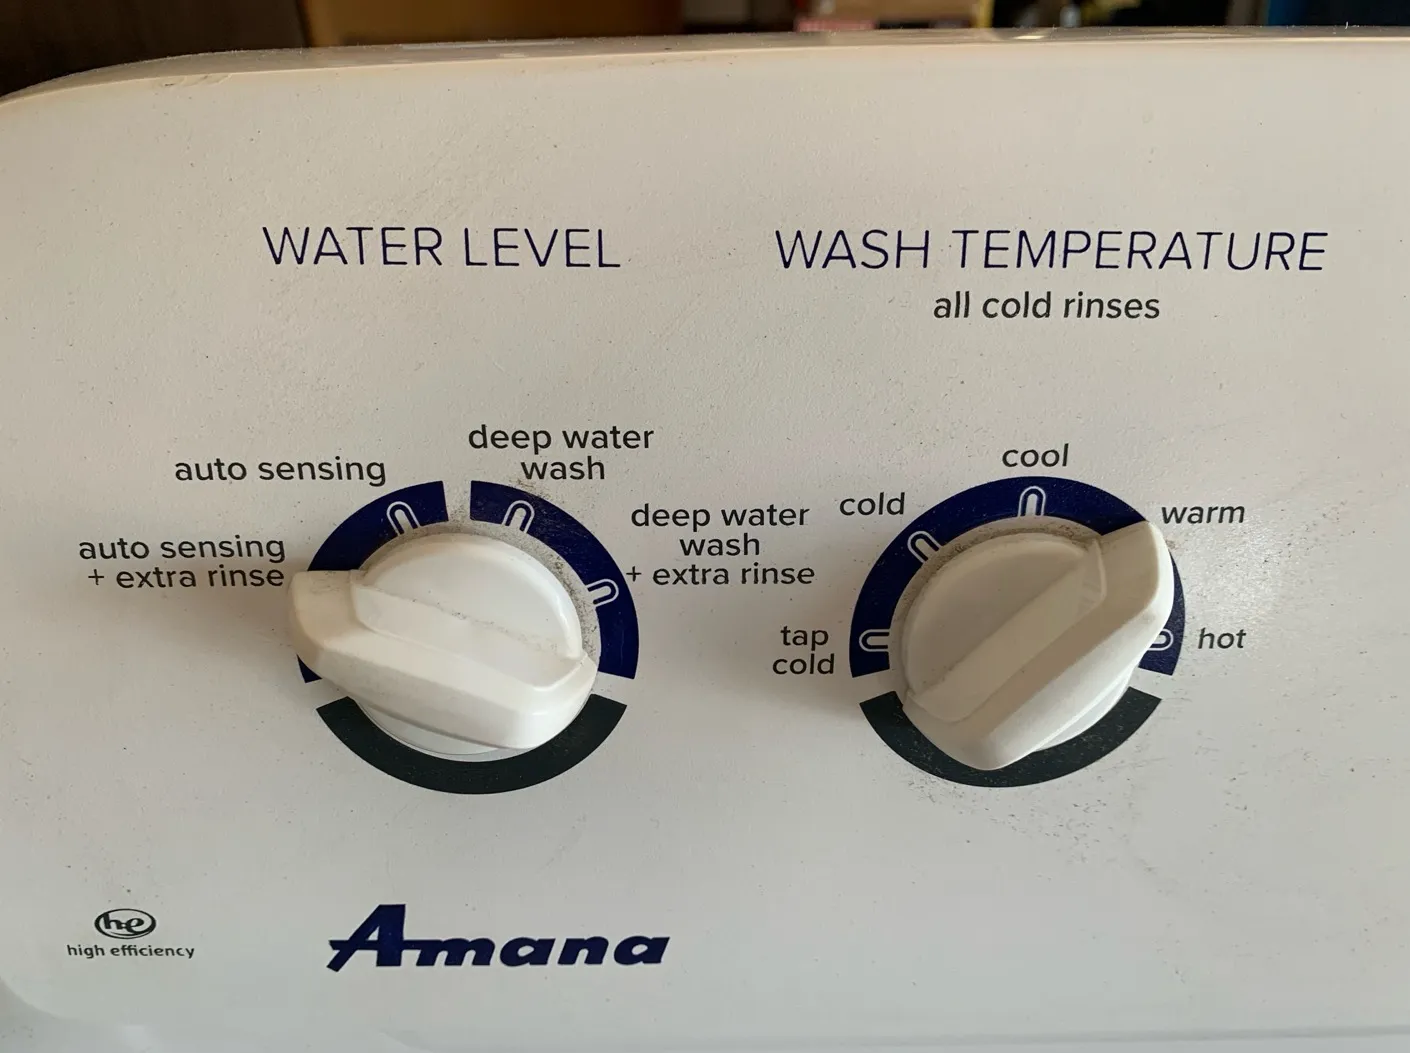 WATER LEVEL
auto sensing
auto sensing
+ extra rinse
deep water
wash
deep water
wash
+ extra rinse
WASH TEMPERATURE
all cold rinses
tap
cold
cold
cool
warm
hot
he
high efficiency
Amana